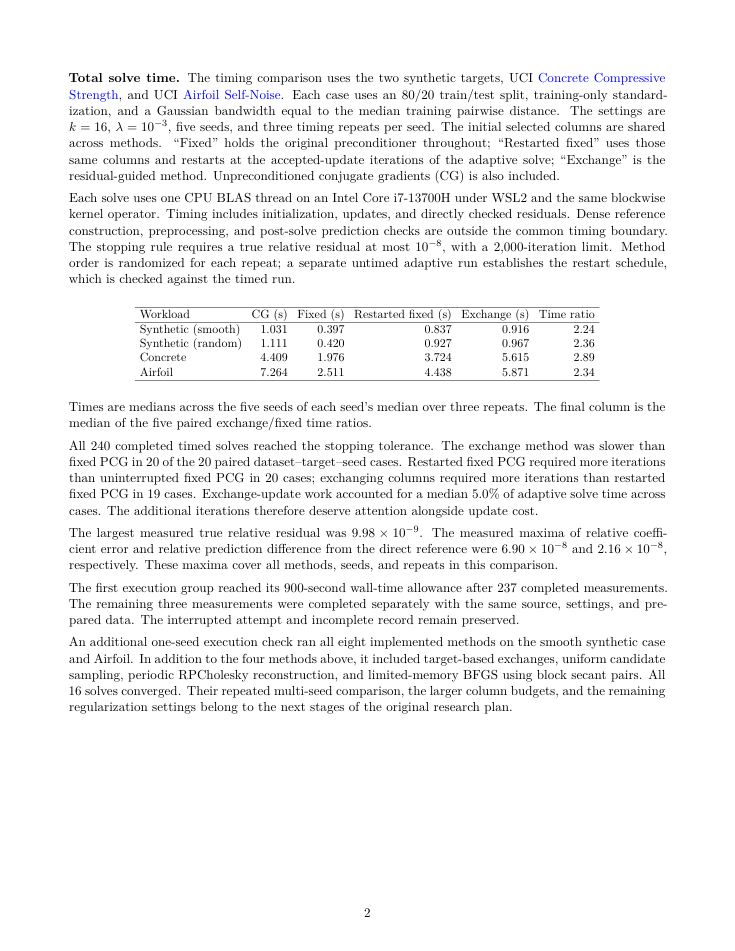 Total solve time. The timing comparison uses the two synthetic targets, UCI Concrete Compressive
Strength, and UCI Airfoil Self-Noise. Each case uses an 80/20 train/test split, training-only standard-
ization, and a Gaussian bandwidth equal to the median training pairwise distance. The settings are
k = 16, λ = 10⁻³, five seeds, and three timing repeats per seed. The initial selected columns are shared
across methods. “Fixed” holds the original preconditioner throughout; “Restarted fixed” uses those
same columns and restarts at the accepted-update iterations of the adaptive solve; “Exchange” is the
residual-guided method. Unpreconditioned conjugate gradients (CG) is also included.
Each solve uses one CPU BLAS thread on an Intel Core i7-13700H under WSL2 and the same blockwise
kernel operator. Timing includes initialization, updates, and directly checked residuals. Dense reference
construction, preprocessing, and post-solve prediction checks are outside the common timing boundary.
The stopping rule requires a true relative residual at most 10⁻⁸, with a 2,000-iteration limit. Method
order is randomized for each repeat; a separate untimed adaptive run establishes the restart schedule,
which is checked against the timed run.
Workload CG (s) Fixed (s) Restarted fixed (s) Exchange (s) Time ratio
Synthetic (smooth) 1.031 0.397 0.837 0.916 2.24
Synthetic (random) 1.111 0.420 0.927 0.967 2.36
Concrete 4.409 1.976 3.724 5.615 2.89
Airfoil 7.264 2.511 4.438 5.871 2.34
Times are medians across the five seeds of each seed’s median over three repeats. The final column is the
median of the five paired exchange/fixed time ratios.
All 240 completed timed solves reached the stopping tolerance. The exchange method was slower than
fixed PCG in 20 of the 20 paired dataset–target–seed cases. Restarted fixed PCG required more iterations
than uninterrupted fixed PCG in 20 cases; exchanging columns required more iterations than restarted
fixed PCG in 19 cases. Exchange-update work accounted for a median 5.0% of adaptive solve time across
cases. The additional iterations therefore deserve attention alongside update cost.
The largest measured true relative residual was 9.98 × 10⁻⁹. The measured maxima of relative coeffi-
cient error and relative prediction difference from the direct reference were 6.90 × 10⁻⁸ and 2.16 × 10⁻⁸,
respectively. These maxima cover all methods, seeds, and repeats in this comparison.
The first execution group reached its 900-second wall-time allowance after 237 completed measurements.
The remaining three measurements were completed separately with the same source, settings, and pre-
pared data. The interrupted attempt and incomplete record remain preserved.
An additional one-seed execution check ran all eight implemented methods on the smooth synthetic case
and Airfoil. In addition to the four methods above, it included target-based exchanges, uniform candidate
sampling, periodic RPCholesky reconstruction, and limited-memory BFGS using block secant pairs. All
16 solves converged. Their repeated multi-seed comparison, the larger column budgets, and the remaining
regularization settings belong to the next stages of the original research plan.
2